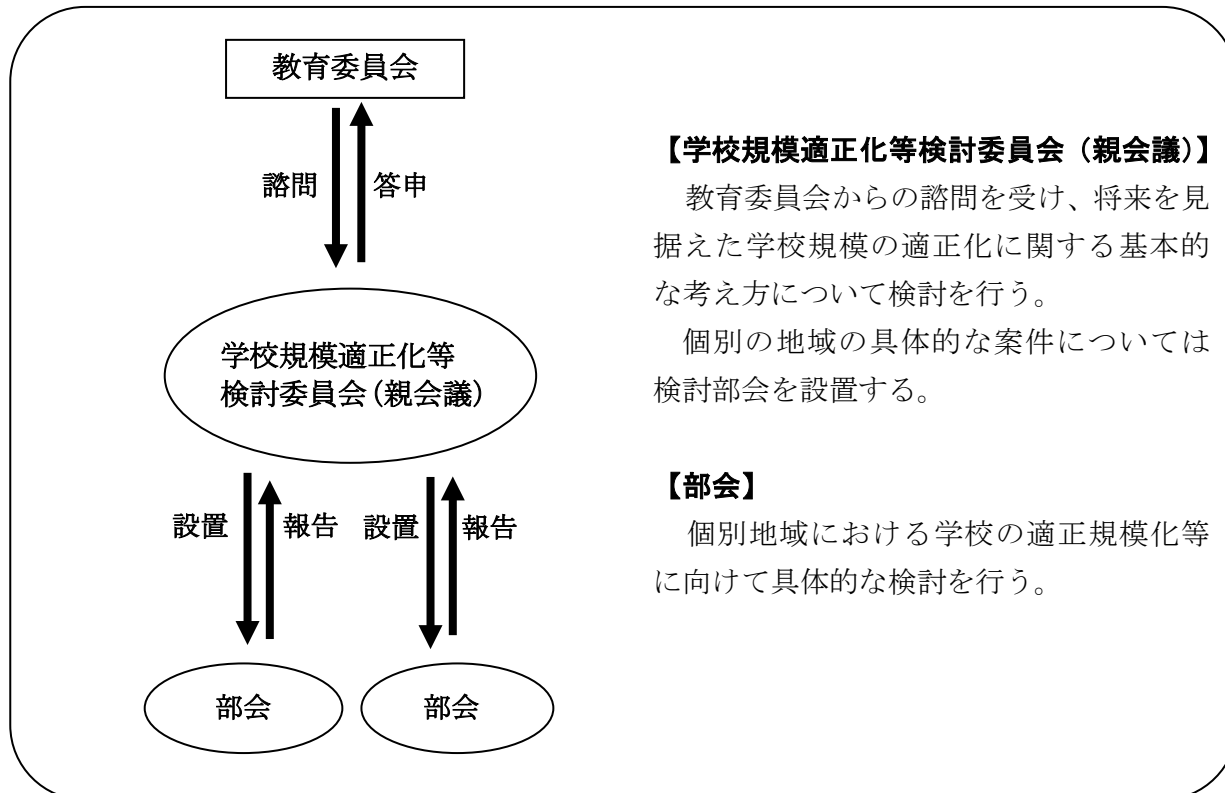 教育委員会
諮問 答申
学校規模適正化等
検討委員会(親会議)
設置 報告 設置 報告
部会 部会
【学校規模適正化等検討委員会(親会議)】
教育委員会からの諮問を受け、将来を見
据えた学校規模の適正化に関する基本的
な考え方について検討を行う。
個別の地域の具体的な案件については
検討部会を設置する。
【部会】
個別地域における学校の適正規模化等
に向けて具体的な検討を行う。